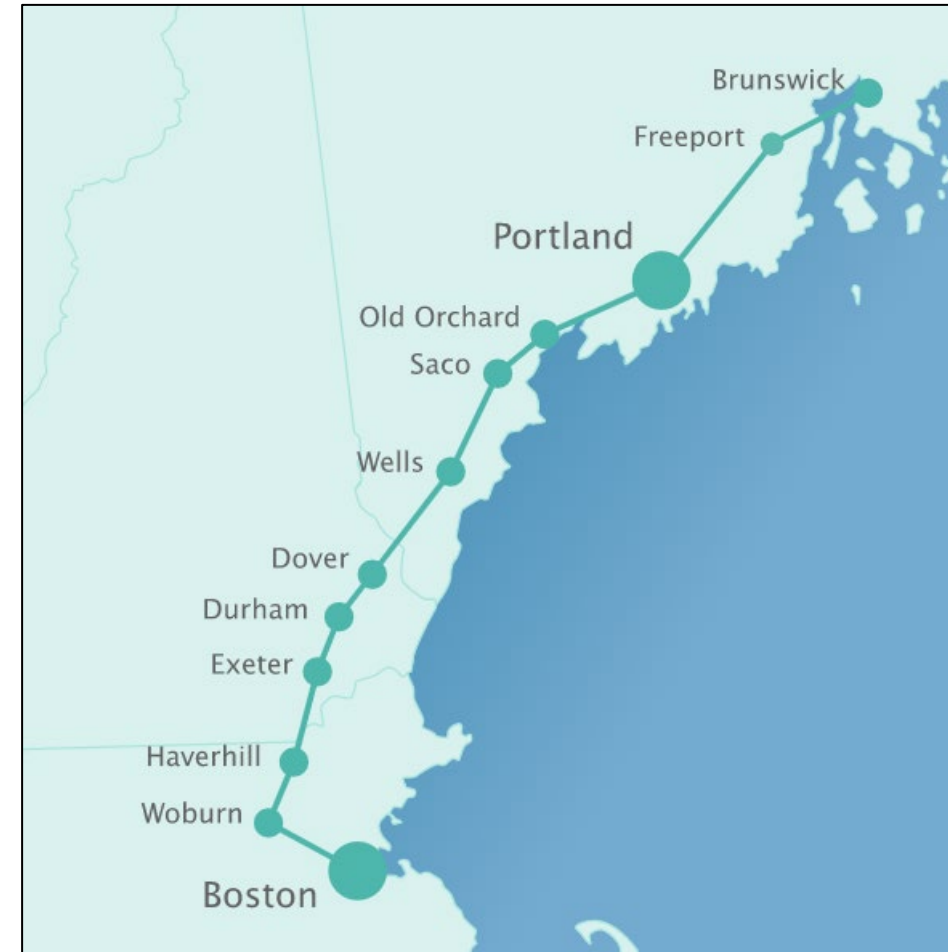 Brunswick
Freeport
Portland
Old Orchard
Saco
Wells
Dover
Durham
Exeter
Haverhill
Woburn
Boston